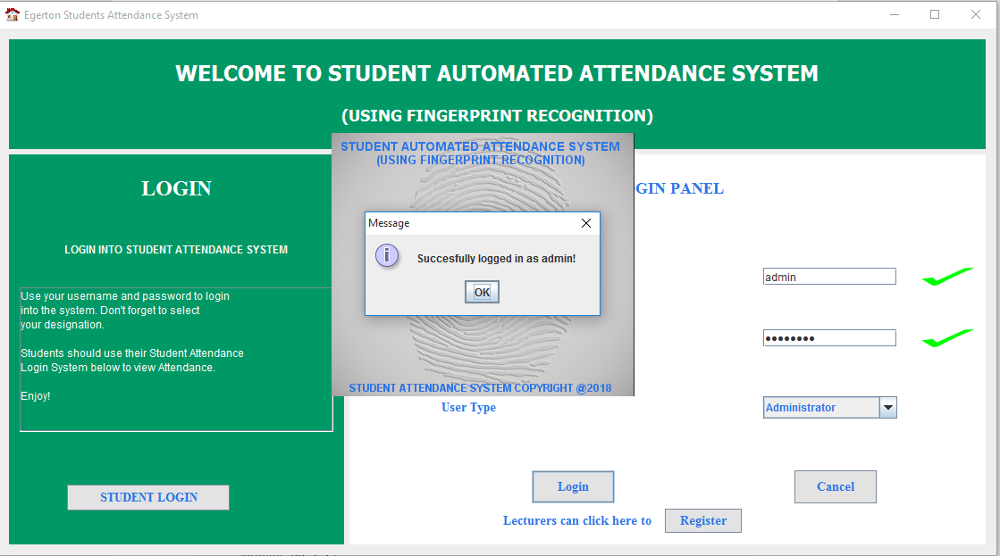 Egerton Students Attendance System
WELCOME TO STUDENT AUTOMATED ATTENDANCE SYSTEM
(USING FINGERPRINT RECOGNITION)
STUDENT AUTOMATED ATTENDANCE SYSTEM
(USING FINGERPRINT RECOGNITION)
LOGIN
GIN PANEL
Message
LOGIN INTO STUDENT ATTENDANCE SYSTEM
i
Succesfully logged in as admin!
OK
admin
Use your username and password to login
into the system. Don't forget to select
your designation.
Students should use their Student Attendance
Login System below to view Attendance.
Enjoy!
STUDENT ATTENDANCE SYSTEM COPYRIGHT @2018
User Type
Administrator
STUDENT LOGIN
Login
Cancel
Lecturers can click here to
Register